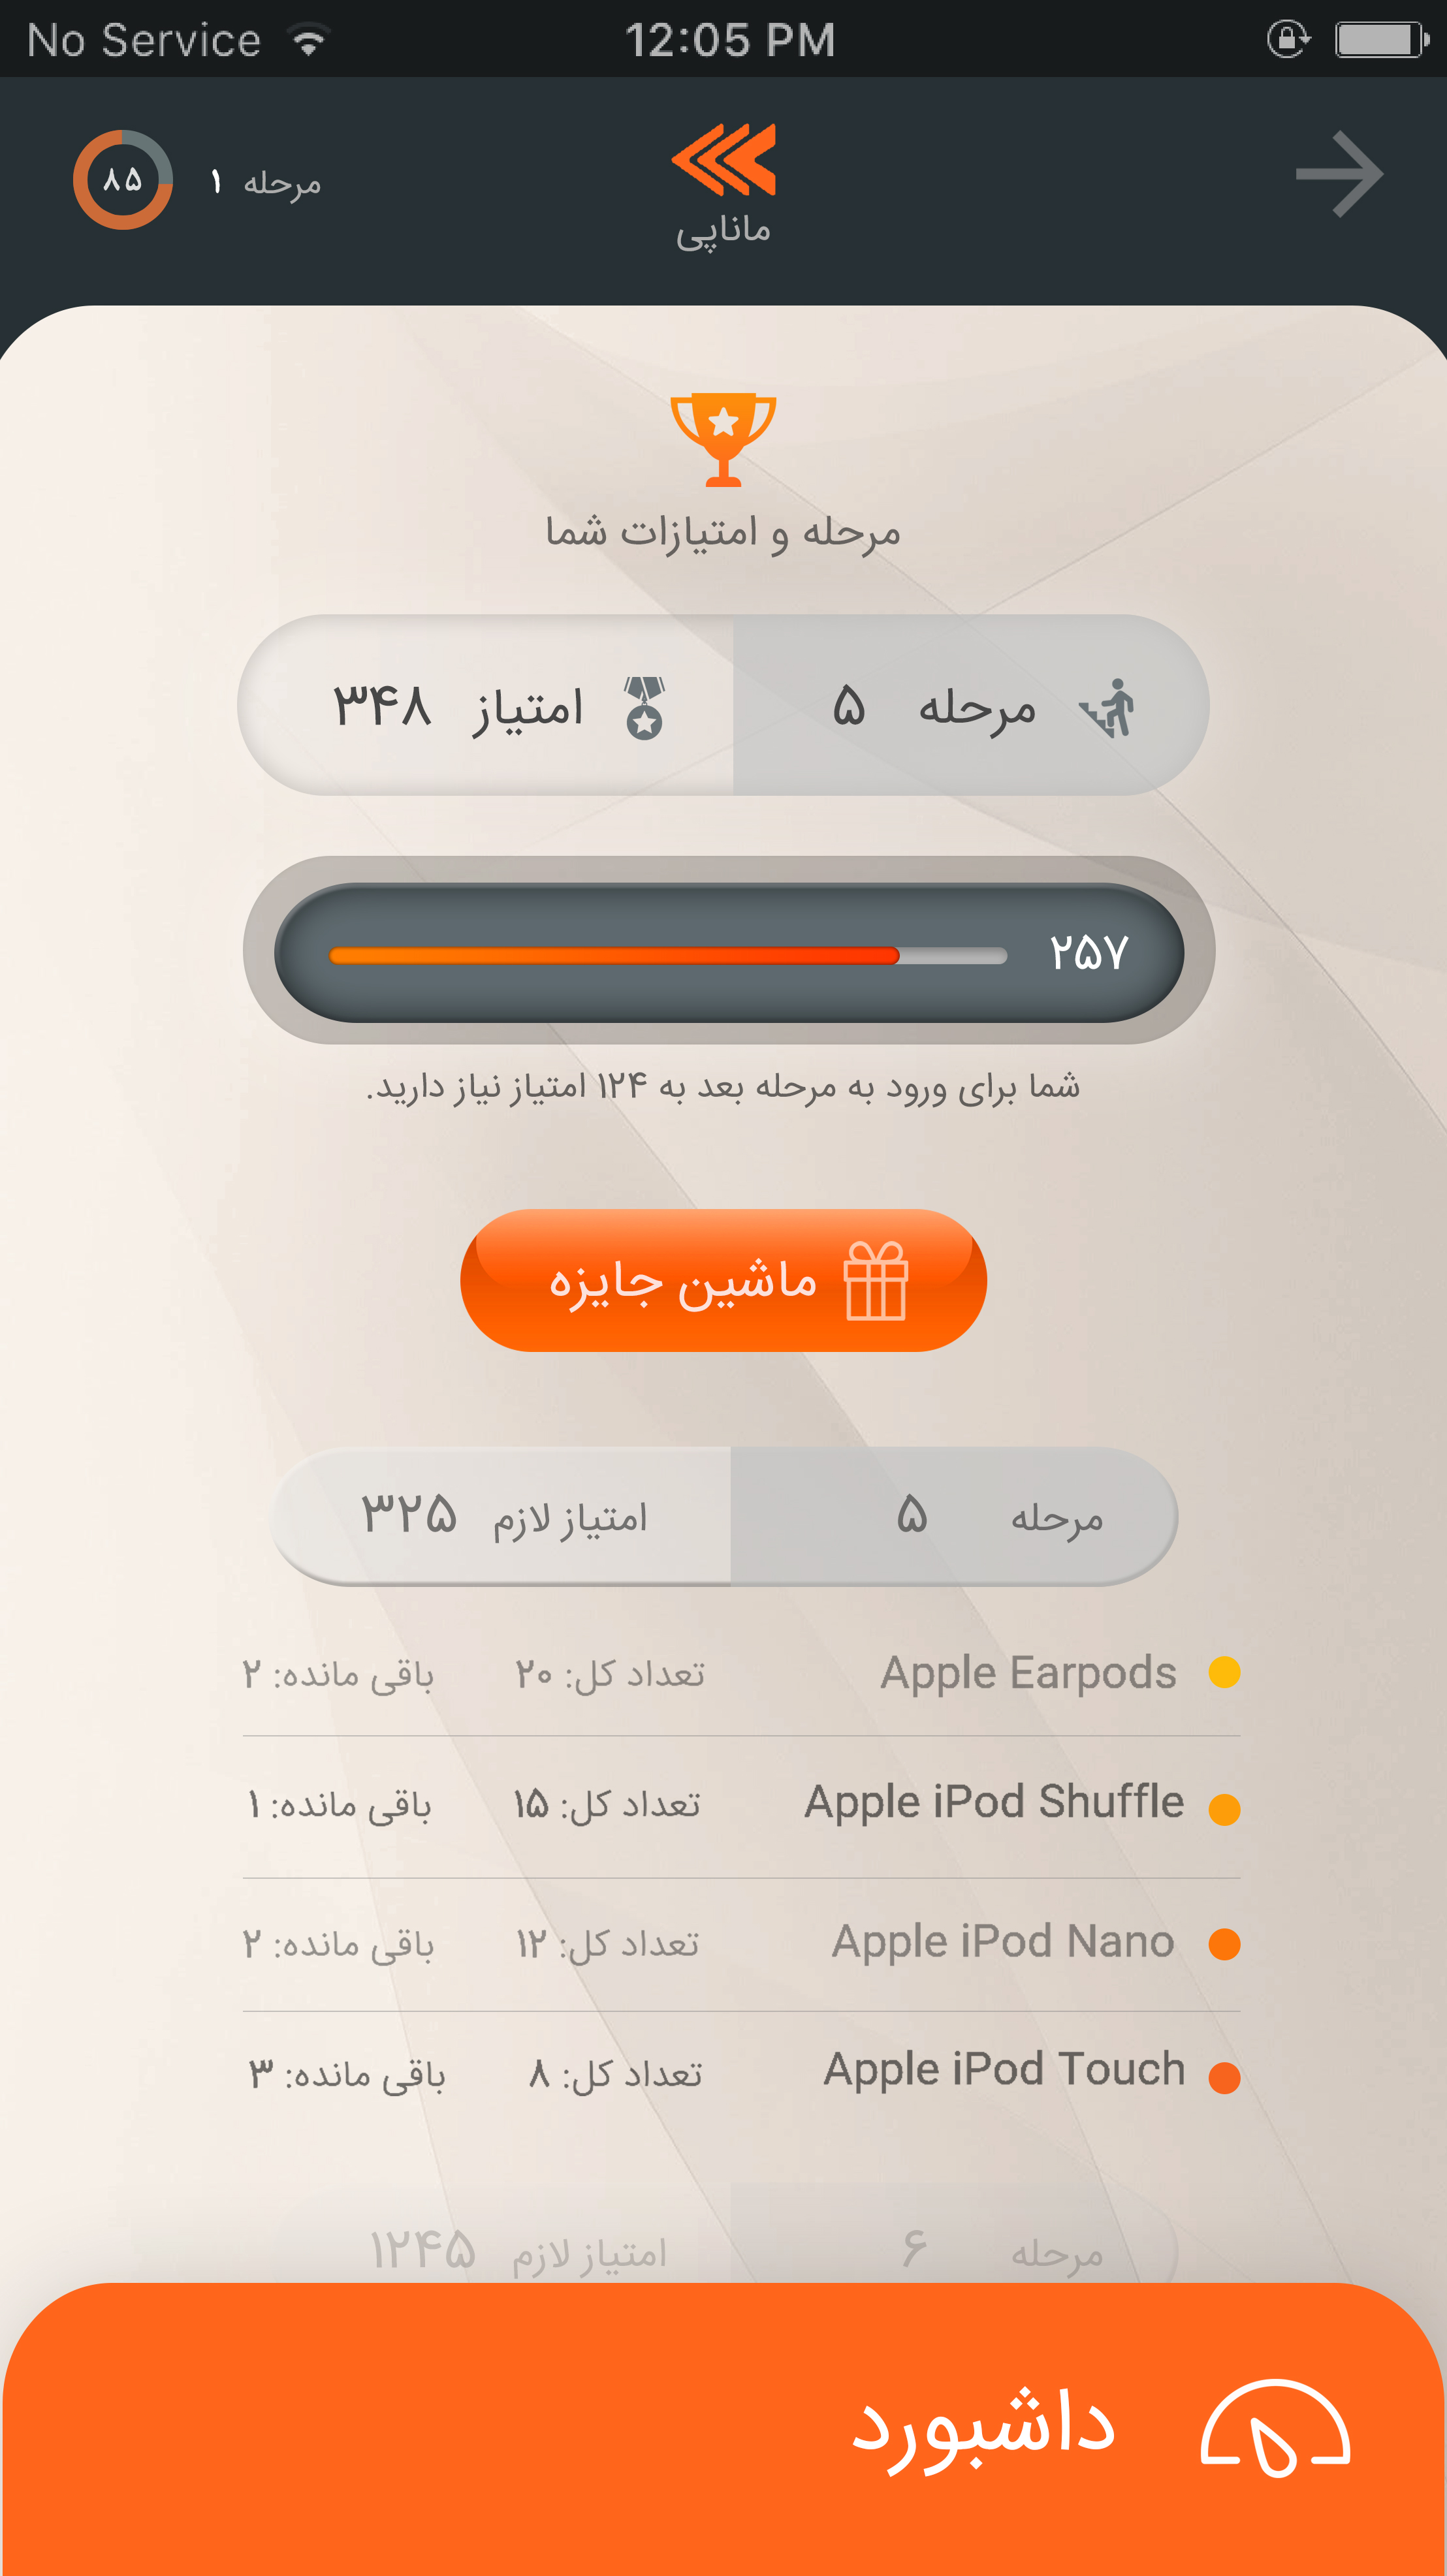 No Service 12:05 PM
مرحله ۱ ۸۵
ماناپی
مرحله و امتیازات شما
مرحله ۵ امتیاز ۳۴۸
۲۵۷
شما برای ورود به مرحله بعد به ۱۲۴ امتیاز نیاز دارید.
ماشین جایزه
مرحله ۵ امتیاز لازم ۳۲۵
Apple Earpods تعداد کل: ۲۰ باقی مانده: ۲
Apple iPod Shuffle تعداد کل: ۱۵ باقی مانده: ۱
Apple iPod Nano تعداد کل: ۱۲ باقی مانده: ۲
Apple iPod Touch تعداد کل: ۸ باقی مانده: ۳
مرحله ۶ امتیاز لازم ۱۲۴۵
داشبورد